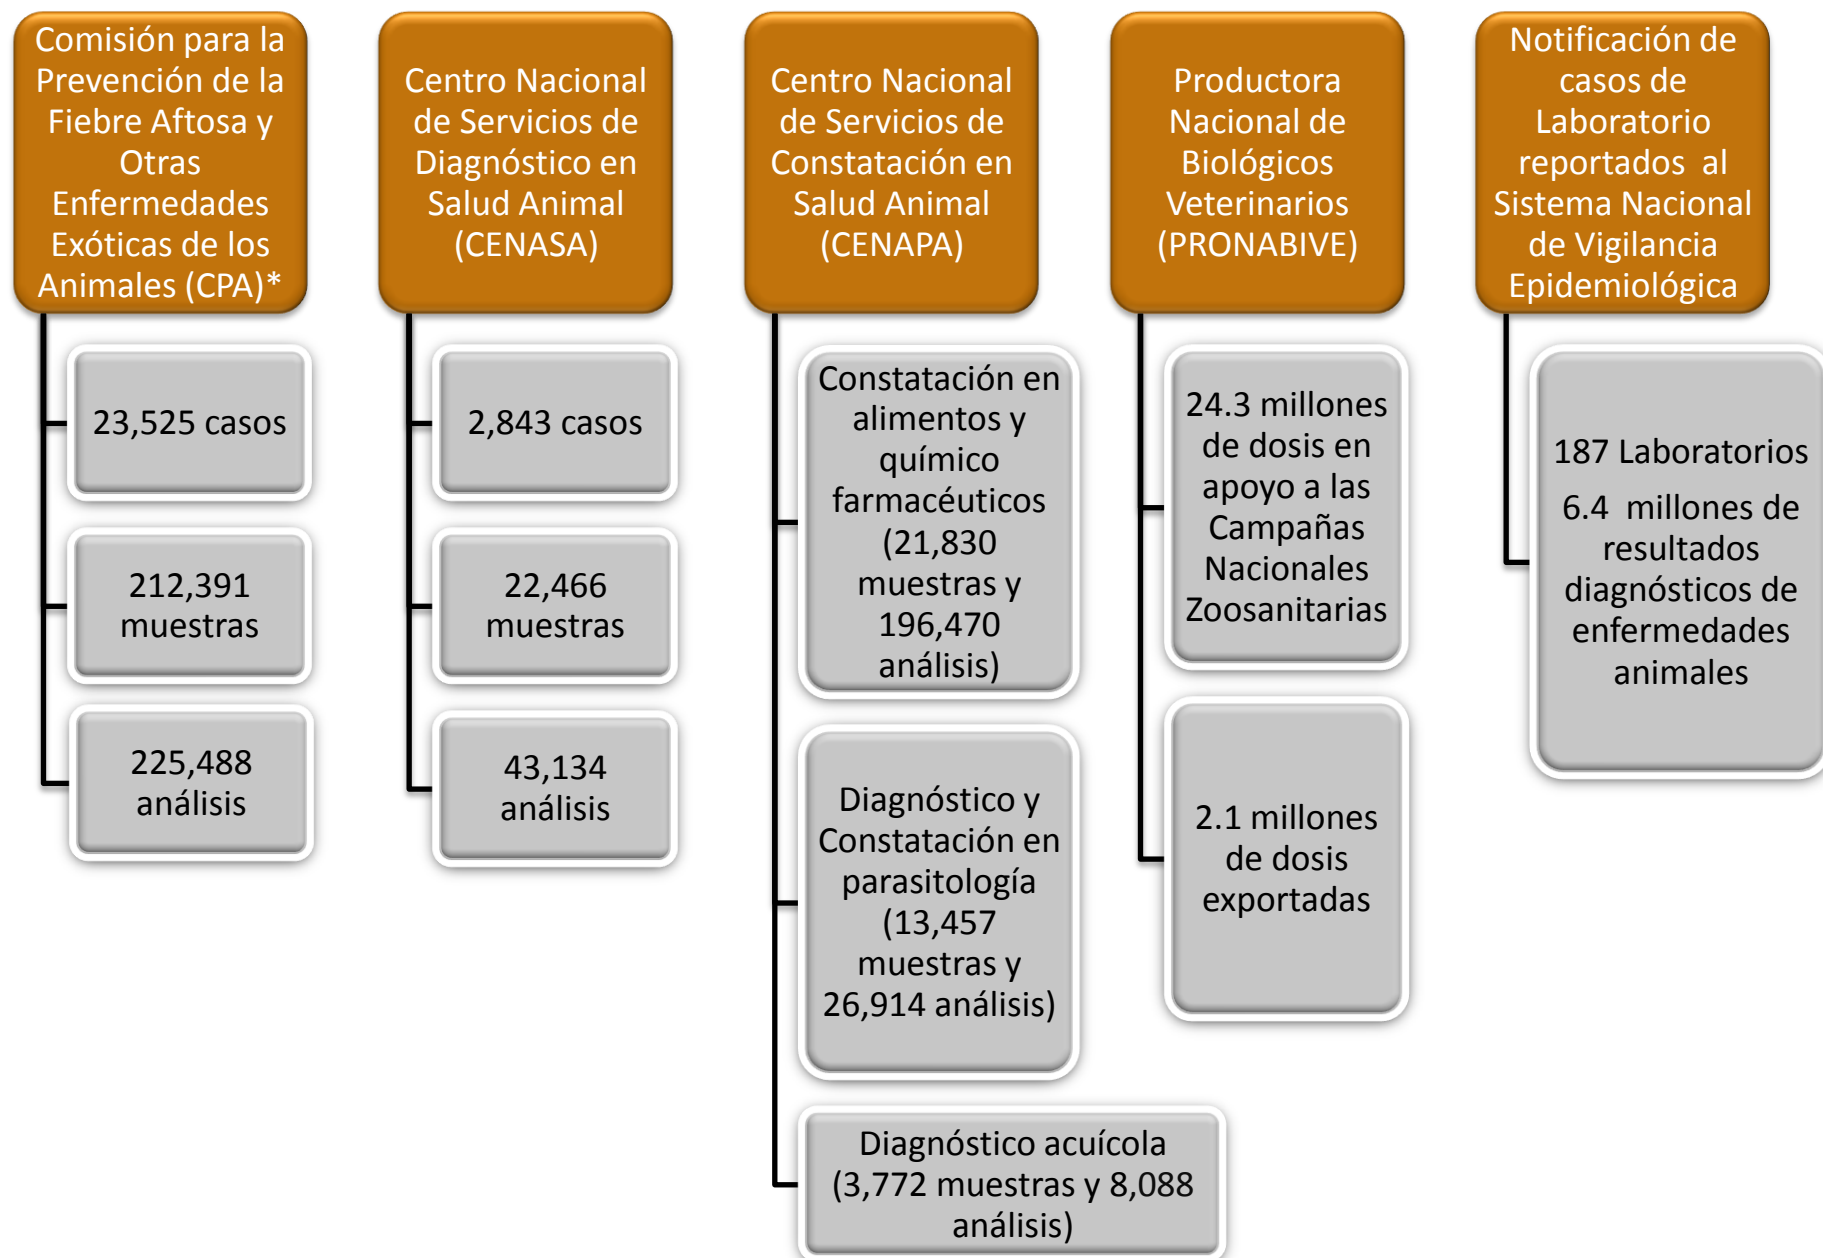 Comisión para la
Prevención de la
Fiebre Aftosa y
Otras
Enfermedades
Exóticas de los
Animales (CPA)*
23,525 casos
212,391
muestras
225,488
análisis
Centro Nacional
de Servicios de
Diagnóstico en
Salud Animal
(CENASA)
2,843 casos
22,466
muestras
43,134
análisis
Centro Nacional
de Servicios de
Constatación en
Salud Animal
(CENAPA)
Constatación en
alimentos y
químico
farmacéuticos
(21,830
muestras y
196,470
análisis)
Diagnóstico y
Constatación en
parasitología
(13,457
muestras y
26,914 análisis)
Diagnóstico acuícola
(3,772 muestras y 8,088
análisis)
Productora
Nacional de
Biológicos
Veterinarios
(PRONABIVE)
24.3 millones
de dosis en
apoyo a las
Campañas
Nacionales
Zoosanitarias
2.1 millones
de dosis
exportadas
Notificación de
casos de
Laboratorio
reportados al
Sistema Nacional
de Vigilancia
Epidemiológica
187 Laboratorios
6.4 millones de
resultados
diagnósticos de
enfermedades
animales